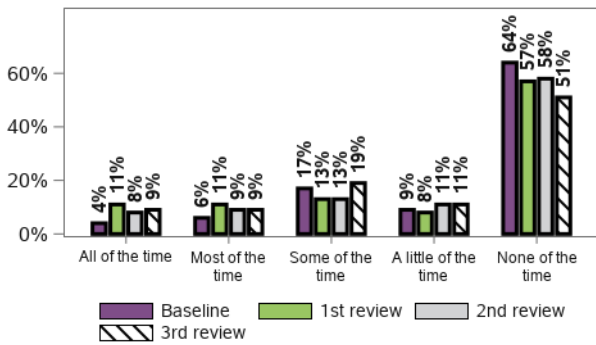 60%
40%
20%
0%
4%
11%
8%
9%
6%
11%
9%
9%
17%
13%
13%
19%
9%
8%
11%
11%
64%
57%
58%
51%
All of the time
Most of the
time
Some of the
time
A little of the
time
None of the
time
Baseline
1st review
2nd review
3rd review